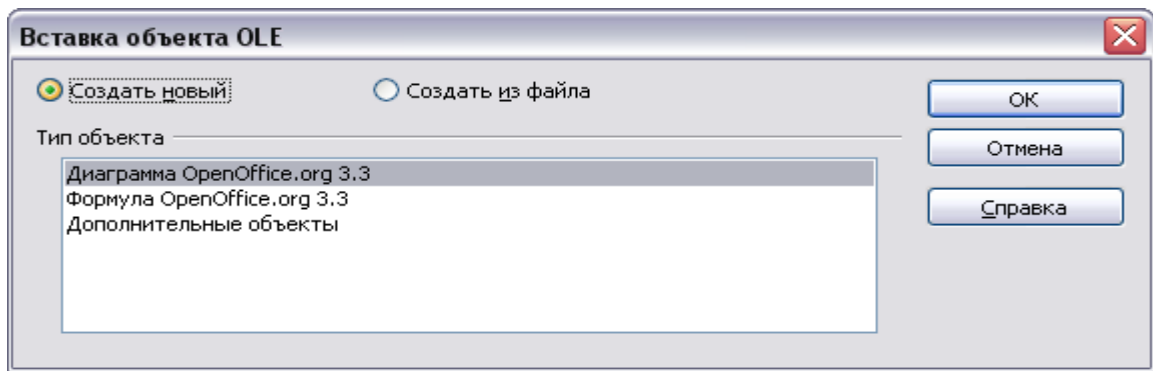 Вставка объекта OLE
Создать новый Создать из файла
ОК
Тип объекта
Отмена
Диаграмма OpenOffice.org 3.3
Формула OpenOffice.org 3.3
Справка
Дополнительные объекты